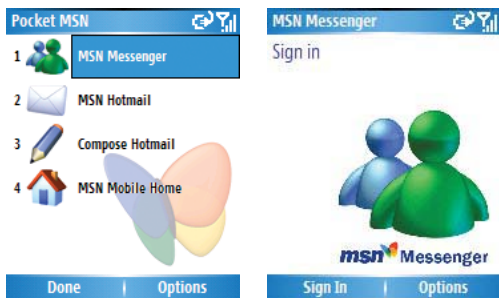 Pocket MSN
1 MSN Messenger
2 MSN Hotmail
3 Compose Hotmail
4 MSN Mobile Home
Done Options
MSN Messenger
Sign in
msn Messenger
Sign In Options